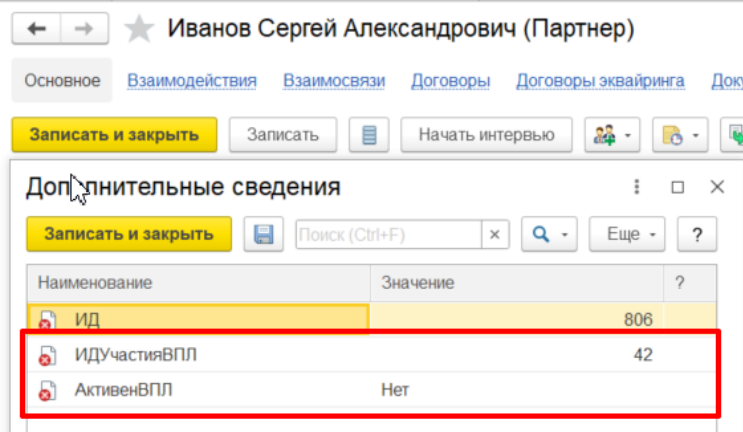 Иванов Сергей Александрович (Партнер)
Основное Взаимодействия Взаимосвязи Договоры Договоры эквайринга Док
Записать и закрыть Записать Начать интервью
Дополнительные сведения
Записать и закрыть Поиск (Ctrl+F) × Еще ?
Наименование Значение ?
ИД 806
ИДУчастияВПЛ 42
АктивенВПЛ Нет